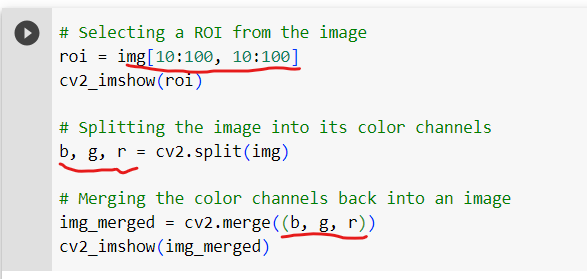 # Selecting a ROI from the image
roi = img[10:100, 10:100]
cv2_imshow(roi)
# Splitting the image into its color channels
b, g, r = cv2.split(img)
# Merging the color channels back into an image
img_merged = cv2.merge((b, g, r))
cv2_imshow(img_merged)